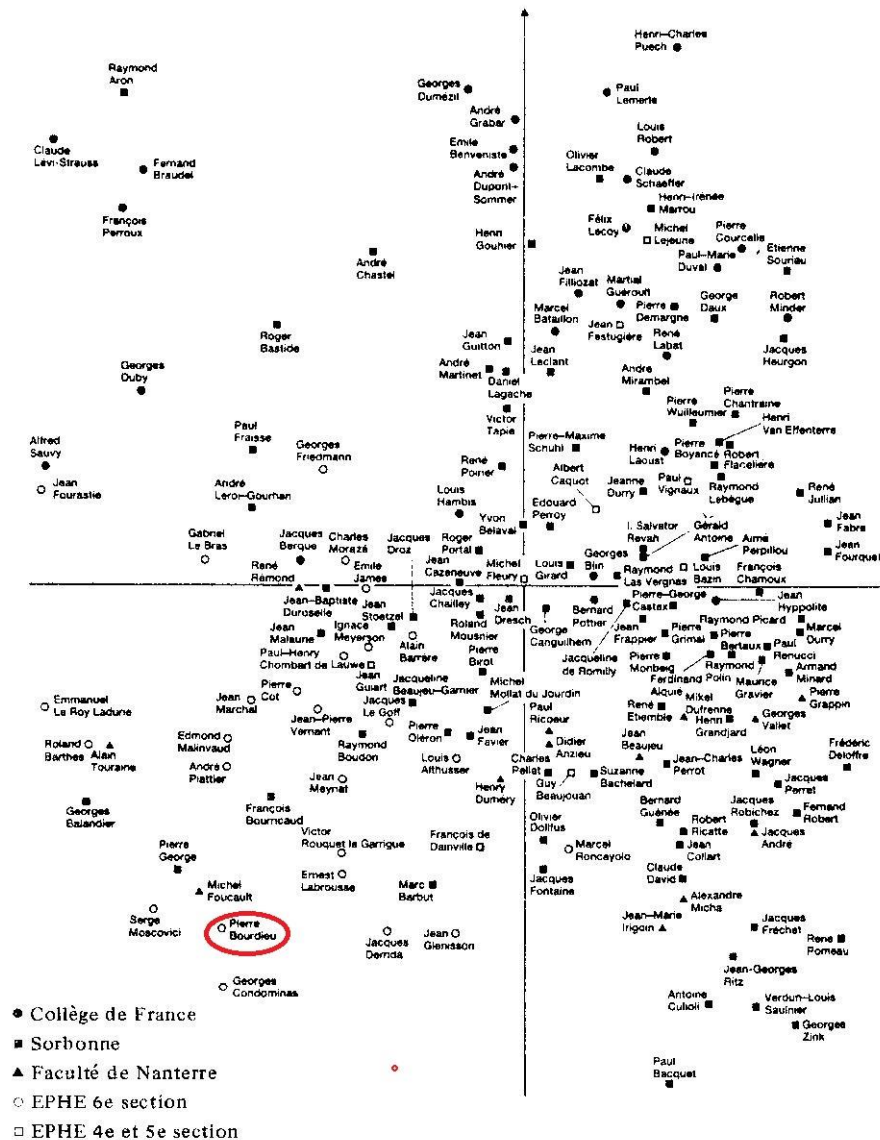 Henri–Charles
Puech
Raymond
Aron
Georges
Dumézil
Paul
Lemerle
André
Grabar
Claude
Lévi-Strauss
Fernand
Braudel
Emile
Benveniste
Louis
Robert
André
Dupont–
Sommer
Olivier
Lacombe
Claude
Schaeffer
François
Perroux
Henri–Irénée
Marrou
Félix
Lecoy
Michel
Lejeune
Pierre
Courcelle
Henri
Gouhier
Paul–Marie
Duval
Etienne
Souriau
André
Chastel
Jean
Filliozat
Martial
Guéroult
Marcel
Bataillon
Jean
Festugière
Pierre
Demargne
George
Daux
Robert
Minder
Roger
Bastide
Jean
Guitton
René
Labat
Jacques
Heurgon
Georges
Duby
André
Martinet
Daniel
Lagache
Jean
Leclant
André
Mirambel
Victor
Tapié
Pierre
Wuilleumier
Pierre
Chantraine
Henri
Van Effenterre
Alfred
Sauvy
Paul
Fraisse
Georges
Friedmann
Pierre–Maxime
Schuhl
Henri
Laoust
Pierre
Boyancé
Robert
Flacelière
Jean
Fourastié
René
Poirier
Albert
Caquot
Jeanne
Durry
Paul
Vignaux
Raymond
Lebègue
René
Jullian
André
Leroi–Gourhan
Louis
Hambis
Edouard
Perroy
Jean
Fabre
Gabriel
Le Bras
Jacques
Berque
Charles
Morazé
Jacques
Droz
Roger
Portal
Yvon
Belaval
I. Salvator
Revah
Gérald
Antoine
Aimé
Perpillou
Jean
Fourquet
René
Rémond
Emile
James
Jean
Cazeneuve
Michel
Fleury
Louis
Girard
Georges
Blin
Raymond
Las Vergnas
Louis
Bazin
François
Chamoux
Jean–Baptiste
Duroselle
Jean
Stoetzel
Jacques
Chailley
Jean
Dresch
George
Canguilhem
Bernard
Pottier
Pierre–George
Castex
Jean
Hyppolite
Jean
Malaurie
Ignace
Meyerson
Alain
Barrère
Roland
Mousnier
Jean
Frappier
Pierre
Grimal
Raymond Picard
Pierre
Bertaux
Marcel
Durry
Paul–Henry
Chombart de Lauwe
Jean
Guiart
Pierre
Birot
Jacqueline
de Romilly
Pierre
Monbeig
Ferdinand
Alquié
Raymond
Polin
Paul
Renucci
Maurice
Gravier
Armand
Minard
Emmanuel
Le Roy Ladurie
Jean
Marchal
Pierre
Cot
Jacqueline
Beaujeu–Garnier
Michel
Mollat du Jourdin
René
Etiemble
Mikel
Dufrenne
Henri
Grandjard
Georges
Vallet
Pierre
Grappin
Jean–Pierre
Vernant
Jacques
Le Goff
Paul
Ricoeur
Roland
Barthes
Alain
Touraine
Edmond
Malinvaud
Raymond
Boudon
Pierre
Oléron
Jean
Favier
Didier
Anzieu
Jean
Beaujeu
Frédéric
Deloffre
André
Piattier
Jean
Meynat
Louis
Althusser
Henry
Duméry
Charles
Pellat
Guy
Beaujouan
Suzanne
Bachelard
Jean–Charles
Perrot
Léon
Wagner
Jacques
Perret
Georges
Balandier
François
Bourricaud
Bernard
Guénée
Jacques
Robichez
Fernand
Robert
Pierre
George
Victor
Rouquet le Garrigue
François de
Dainville
Olivier
Dollfus
Marcel
Roncayolo
Robert
Ricatte
Jean
Collart
Jacques
André
Michel
Foucault
Ernest
Labrousse
Marc
Barbut
Jacques
Fontaine
Claude
David
Alexandre
Micha
Serge
Moscovici
Pierre
Bourdieu
Jacques
Derrida
Jean
Glénisson
Jean–Marie
Irigoin
Jacques
Fréchet
René
Pomeau
Georges
Condominas
Jean-Georges
Ritz
Antoine
Culioli
Verdun–Louis
Saulnier
Georges
Zink
Paul
Bacquet
Collège de France
Sorbonne
Faculté de Nanterre
EPHE 6e section
EPHE 4e et 5e section